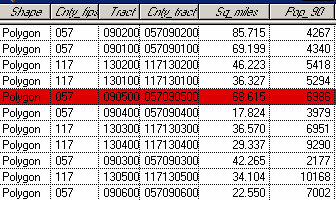 Shape Cnty_fips Tract Cnty_tract Sq_miles Pop_90
Polygon 057 090200 057090200 85.715 4267
Polygon 057 090100 057090100 69.199 4340
Polygon 117 130200 117130200 46.223 5418
Polygon 117 130100 117130100 36.327 5294
Polygon 057 090500 057090500 68.615 6986
Polygon 057 090400 057090400 17.824 3979
Polygon 117 130300 117130300 36.570 6951
Polygon 117 130400 117130400 29.337 9290
Polygon 057 090300 057090300 42.265 2177
Polygon 117 130500 117130500 34.104 10168
Polygon 057 090600 057090600 22.550 7002